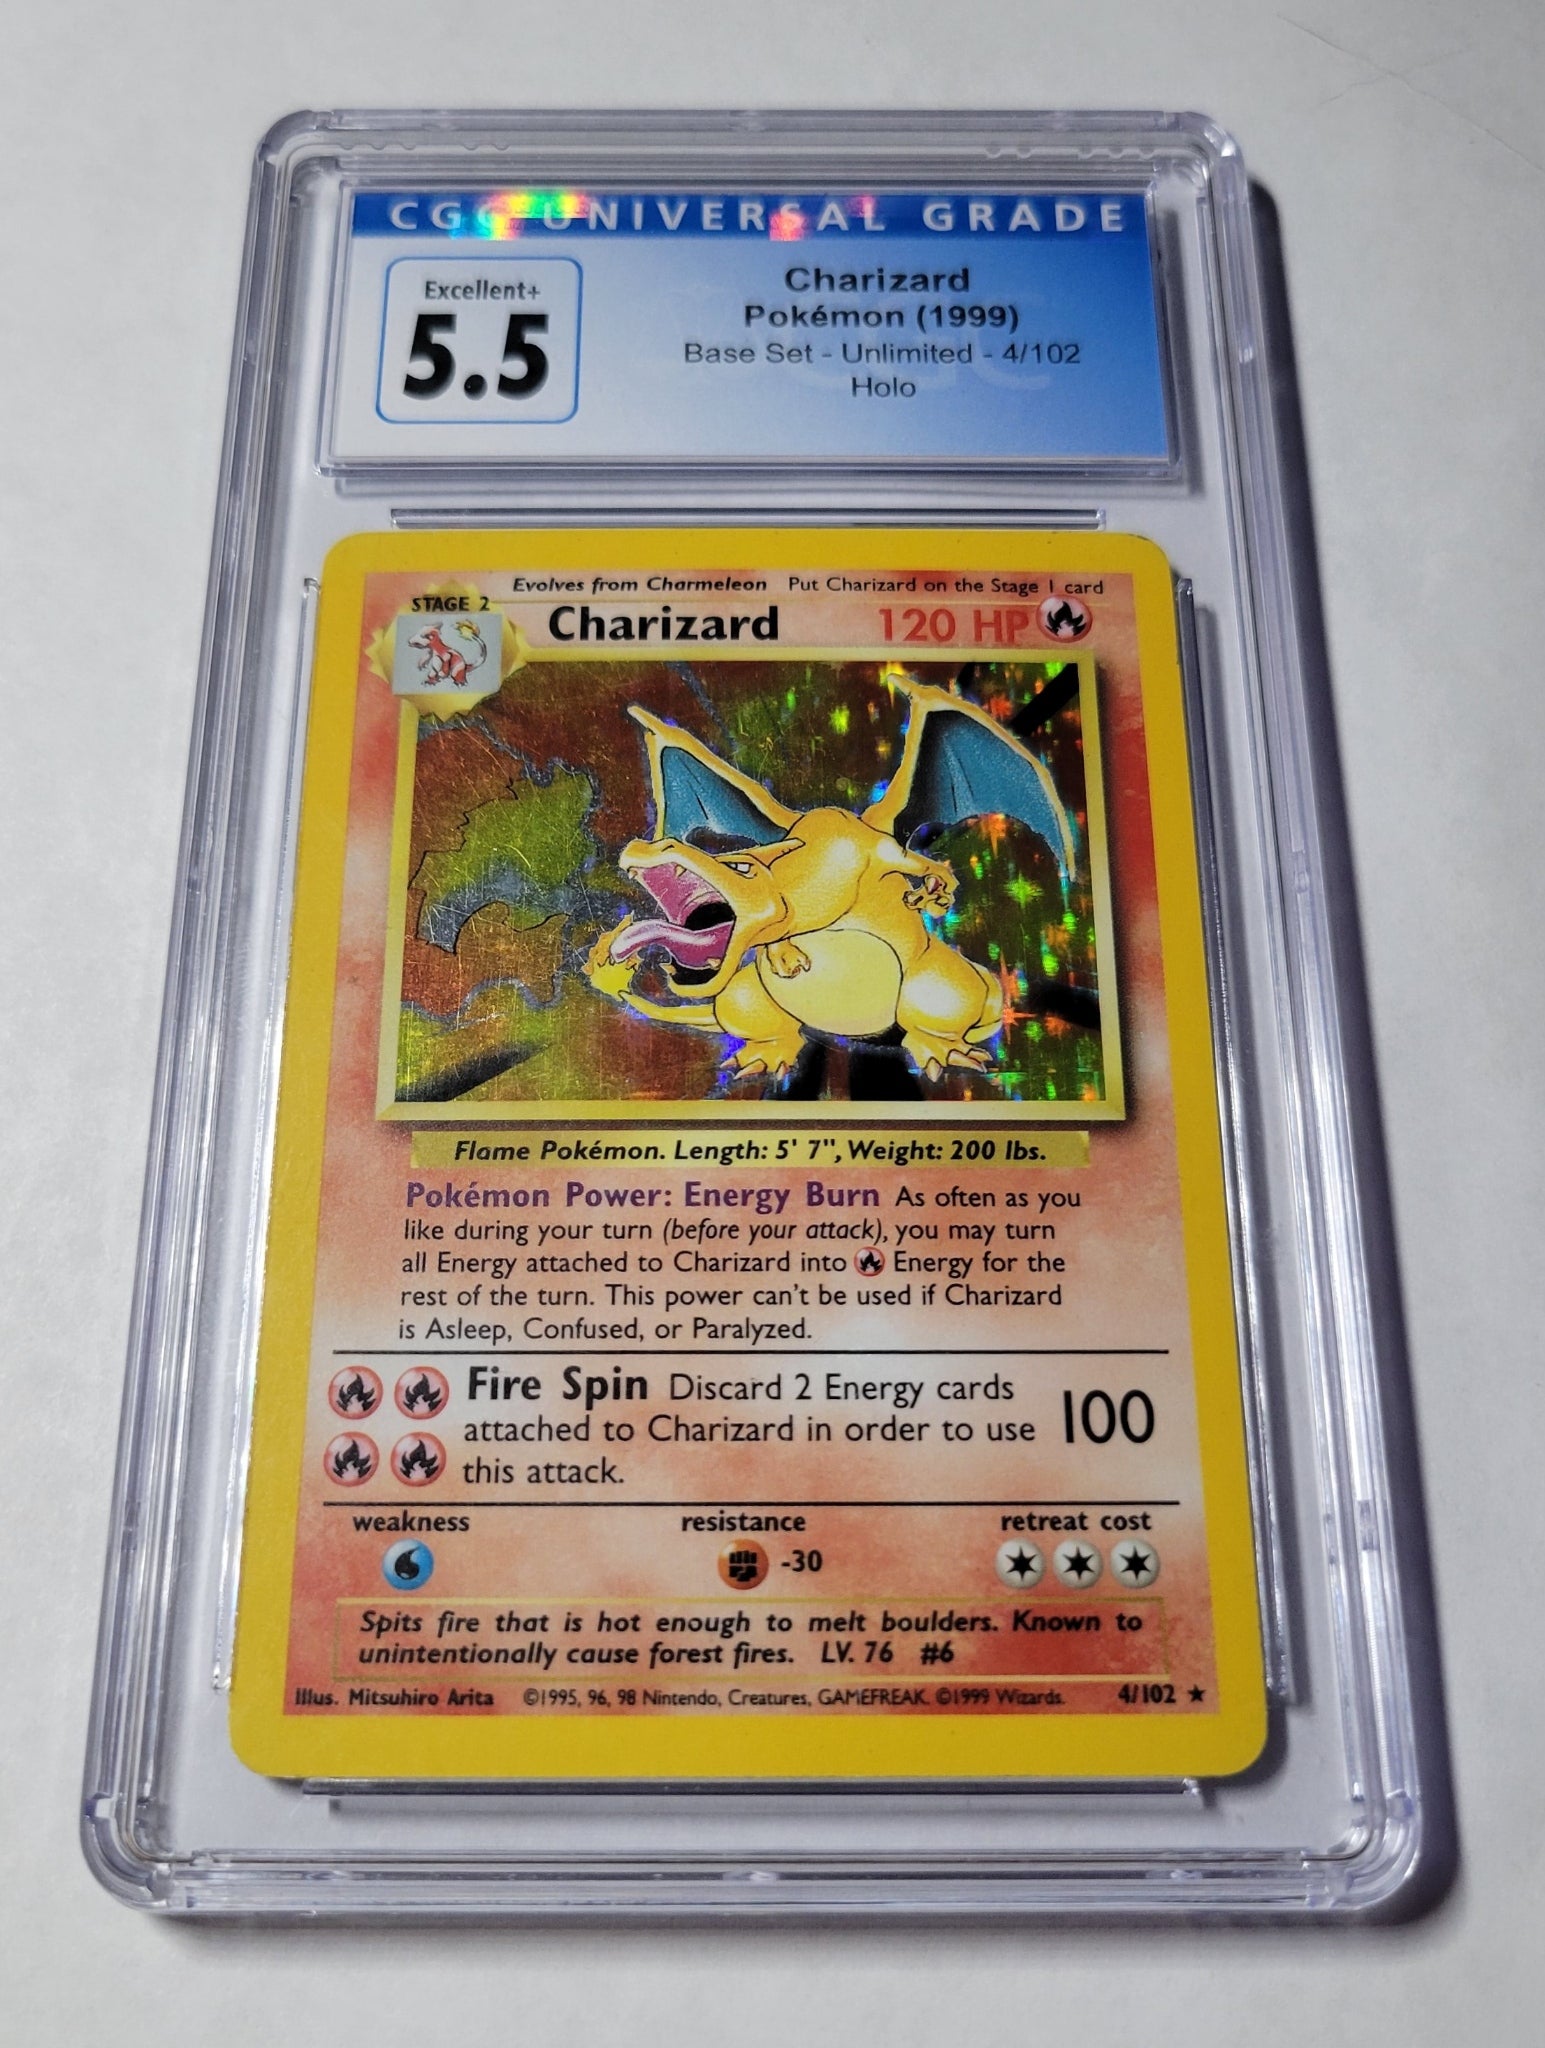 CGC UNIVERSAL GRADE
Excellent+
5.5
Charizard
Pokémon (1999)
Base Set - Unlimited - 4/102
Holo
Evolves from Charmeleon Put Charizard on the Stage 1 card
STAGE 2
Charizard 120 HP
Flame Pokémon. Length: 5' 7", Weight: 200 lbs.
Pokémon Power: Energy Burn As often as you
like during your turn (before your attack), you may turn
all Energy attached to Charizard into Energy for the
rest of the turn. This power can't be used if Charizard
is Asleep, Confused, or Paralyzed.
Fire Spin Discard 2 Energy cards
attached to Charizard in order to use 100
this attack.
weakness resistance retreat cost
-30
Spits fire that is hot enough to melt boulders. Known to
unintentionally cause forest fires. LV. 76 #6
Illus. Mitsuhiro Arita ©1995, 96, 98 Nintendo, Creatures, GAMEFREAK. ©1999 Wizards. 4/102 ★